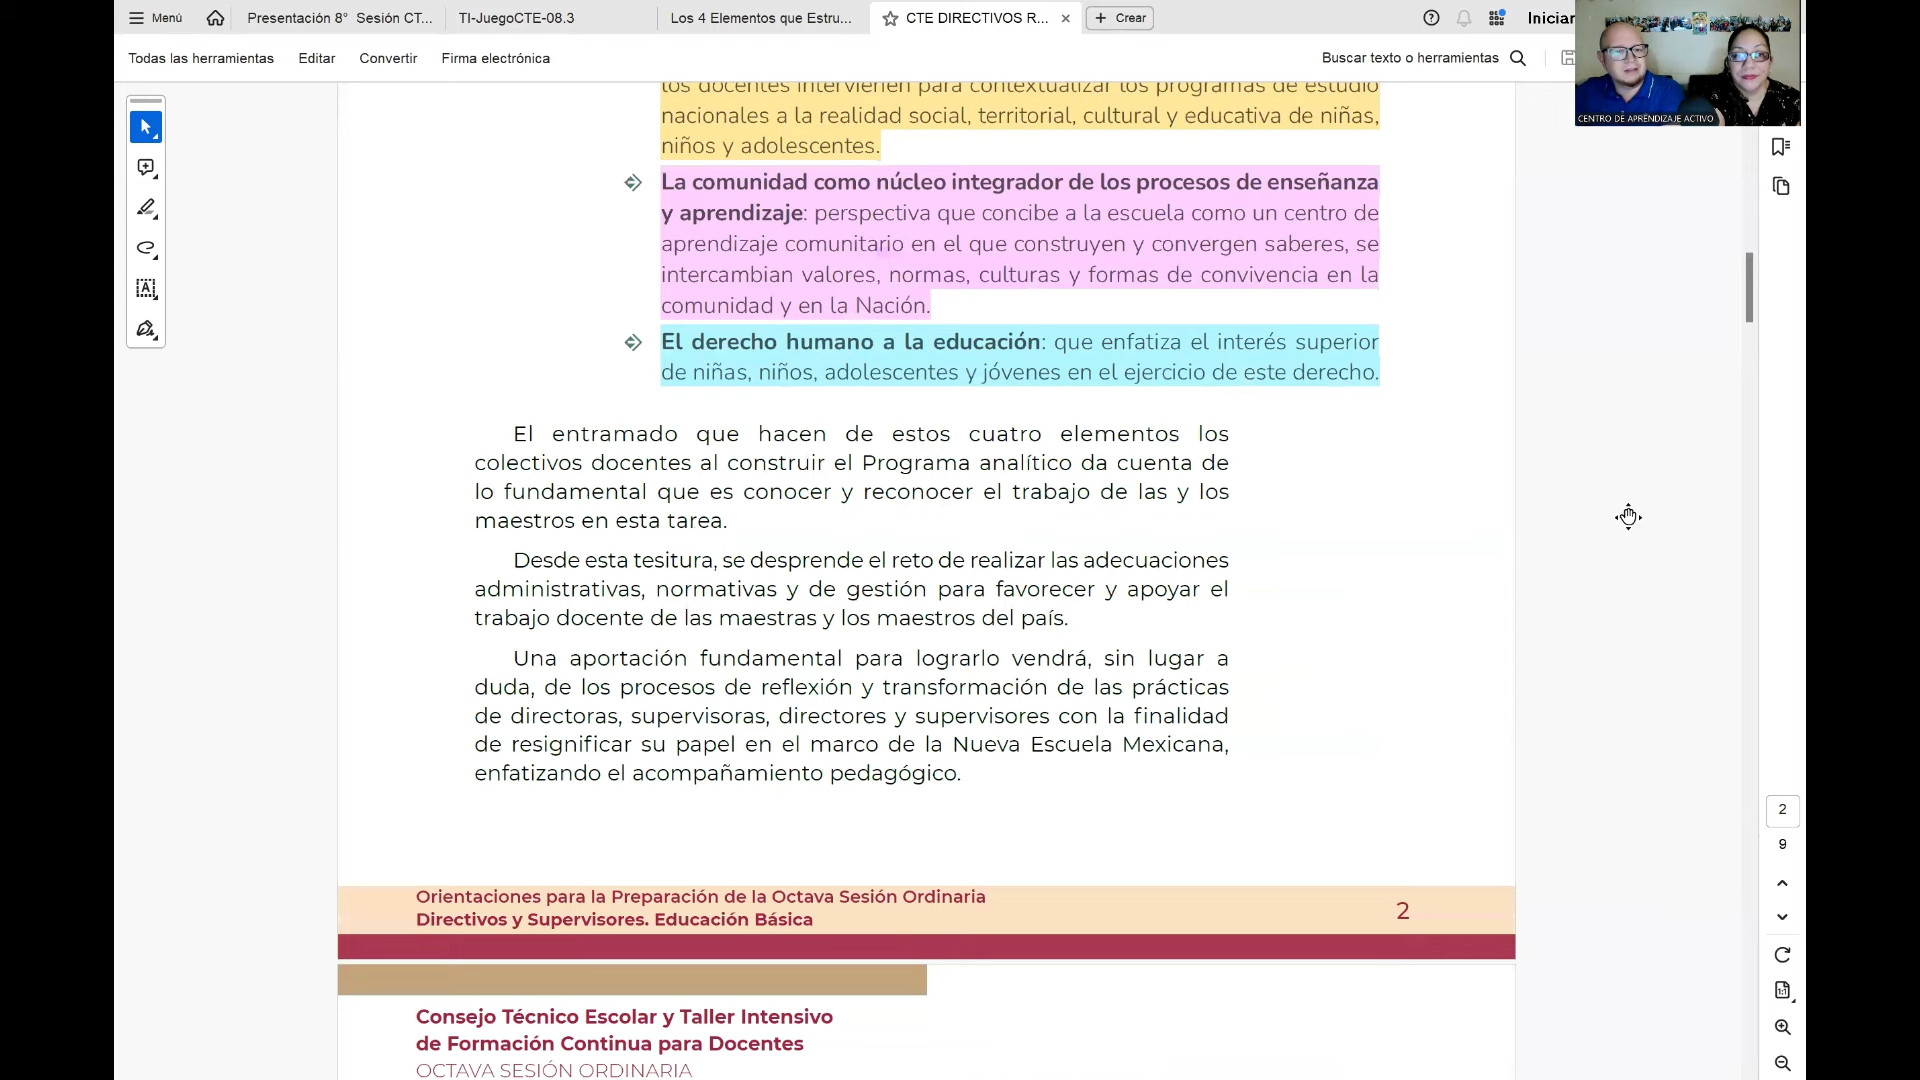 Menú
Presentación 8° Sesión CT...
TI-JuegoCTE-08.3
Los 4 Elementos que Estru...
CTE DIRECTIVOS R...
Crear
Iniciar
Todas las herramientas
Editar
Convertir
Firma electrónica
Buscar texto o herramientas
CENTRO DE APRENDIZAJE ACTIVO
los docentes intervienen para contextualizar los programas de estudio
nacionales a la realidad social, territorial, cultural y educativa de niñas,
niños y adolescentes.
La comunidad como núcleo integrador de los procesos de enseñanza
y aprendizaje: perspectiva que concibe a la escuela como un centro de
aprendizaje comunitario en el que construyen y convergen saberes, se
intercambian valores, normas, culturas y formas de convivencia en la
comunidad y en la Nación.
El derecho humano a la educación: que enfatiza el interés superior
de niñas, niños, adolescentes y jóvenes en el ejercicio de este derecho.
El entramado que hacen de estos cuatro elementos los
colectivos docentes al construir el Programa analítico da cuenta de
lo fundamental que es conocer y reconocer el trabajo de las y los
maestros en esta tarea.
Desde esta tesitura, se desprende el reto de realizar las adecuaciones
administrativas, normativas y de gestión para favorecer y apoyar el
trabajo docente de las maestras y los maestros del país.
Una aportación fundamental para lograrlo vendrá, sin lugar a
duda, de los procesos de reflexión y transformación de las prácticas
de directoras, supervisoras, directores y supervisores con la finalidad
de resignificar su papel en el marco de la Nueva Escuela Mexicana,
enfatizando el acompañamiento pedagógico.
2
9
Orientaciones para la Preparación de la Octava Sesión Ordinaria
Directivos y Supervisores. Educación Básica
2
Consejo Técnico Escolar y Taller Intensivo
de Formación Continua para Docentes
OCTAVA SESIÓN ORDINARIA